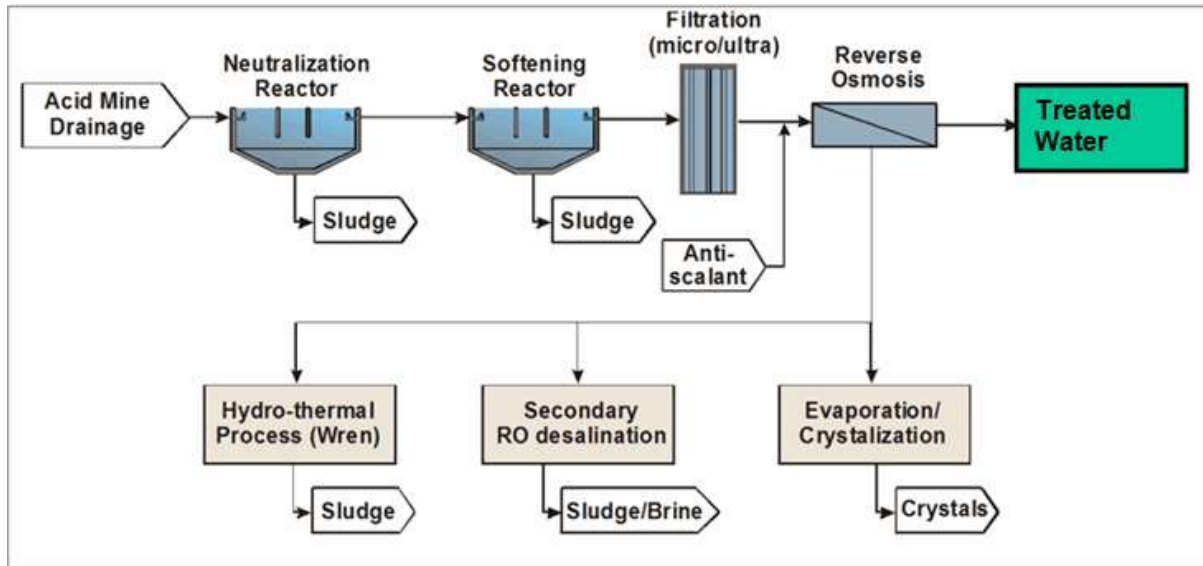 Acid Mine
Drainage
Neutralization
Reactor
Sludge
Softening
Reactor
Sludge
Filtration
(micro/ultra)
Anti-
scalant
Reverse
Osmosis
Treated
Water
Hydro-thermal
Process (Wren)
Sludge
Secondary
RO desalination
Sludge/Brine
Evaporation/
Crystalization
Crystals